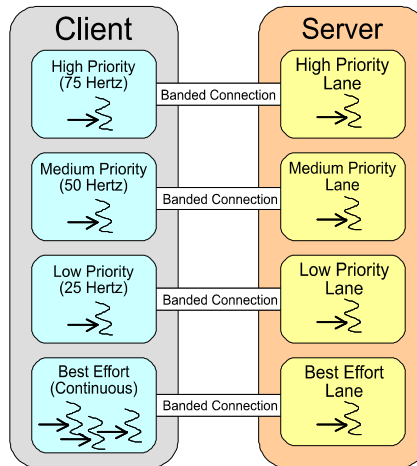 Client
Server
High Priority
(75 Hertz)
Banded Connection
High Priority
Lane
Medium Priority
(50 Hertz)
Banded Connection
Medium Priority
Lane
Low Priority
(25 Hertz)
Banded Connection
Low Priority
Lane
Best Effort
(Continuous)
Banded Connection
Best Effort
Lane